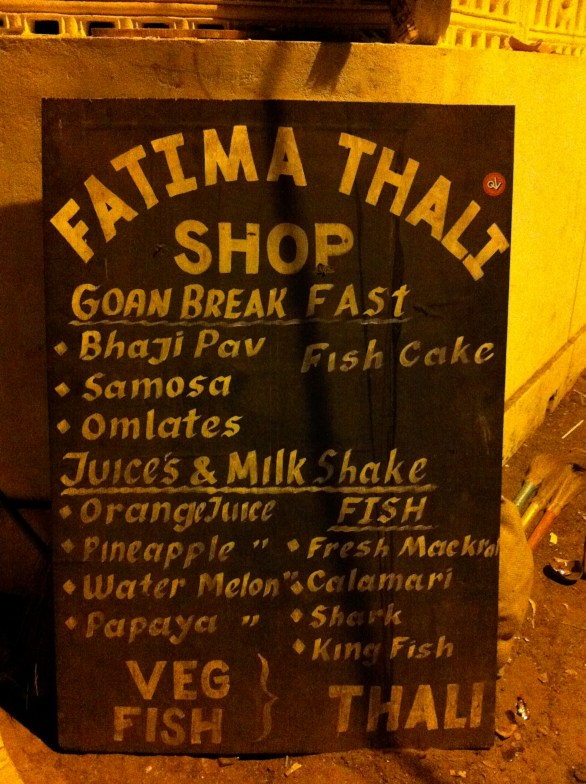 FATIMA THALI
SHOP
GOAN BREAK FAST
• Bhaji Pav
Fish Cake
• Samosa
• Omlates
Juice's & Milk Shake
• Orange Juice
• Pineapple "
• Water Melon "
• Papaya "
FISH
• Fresh Mackral
• Calamari
• Shark
• King Fish
VEG
FISH } THALI